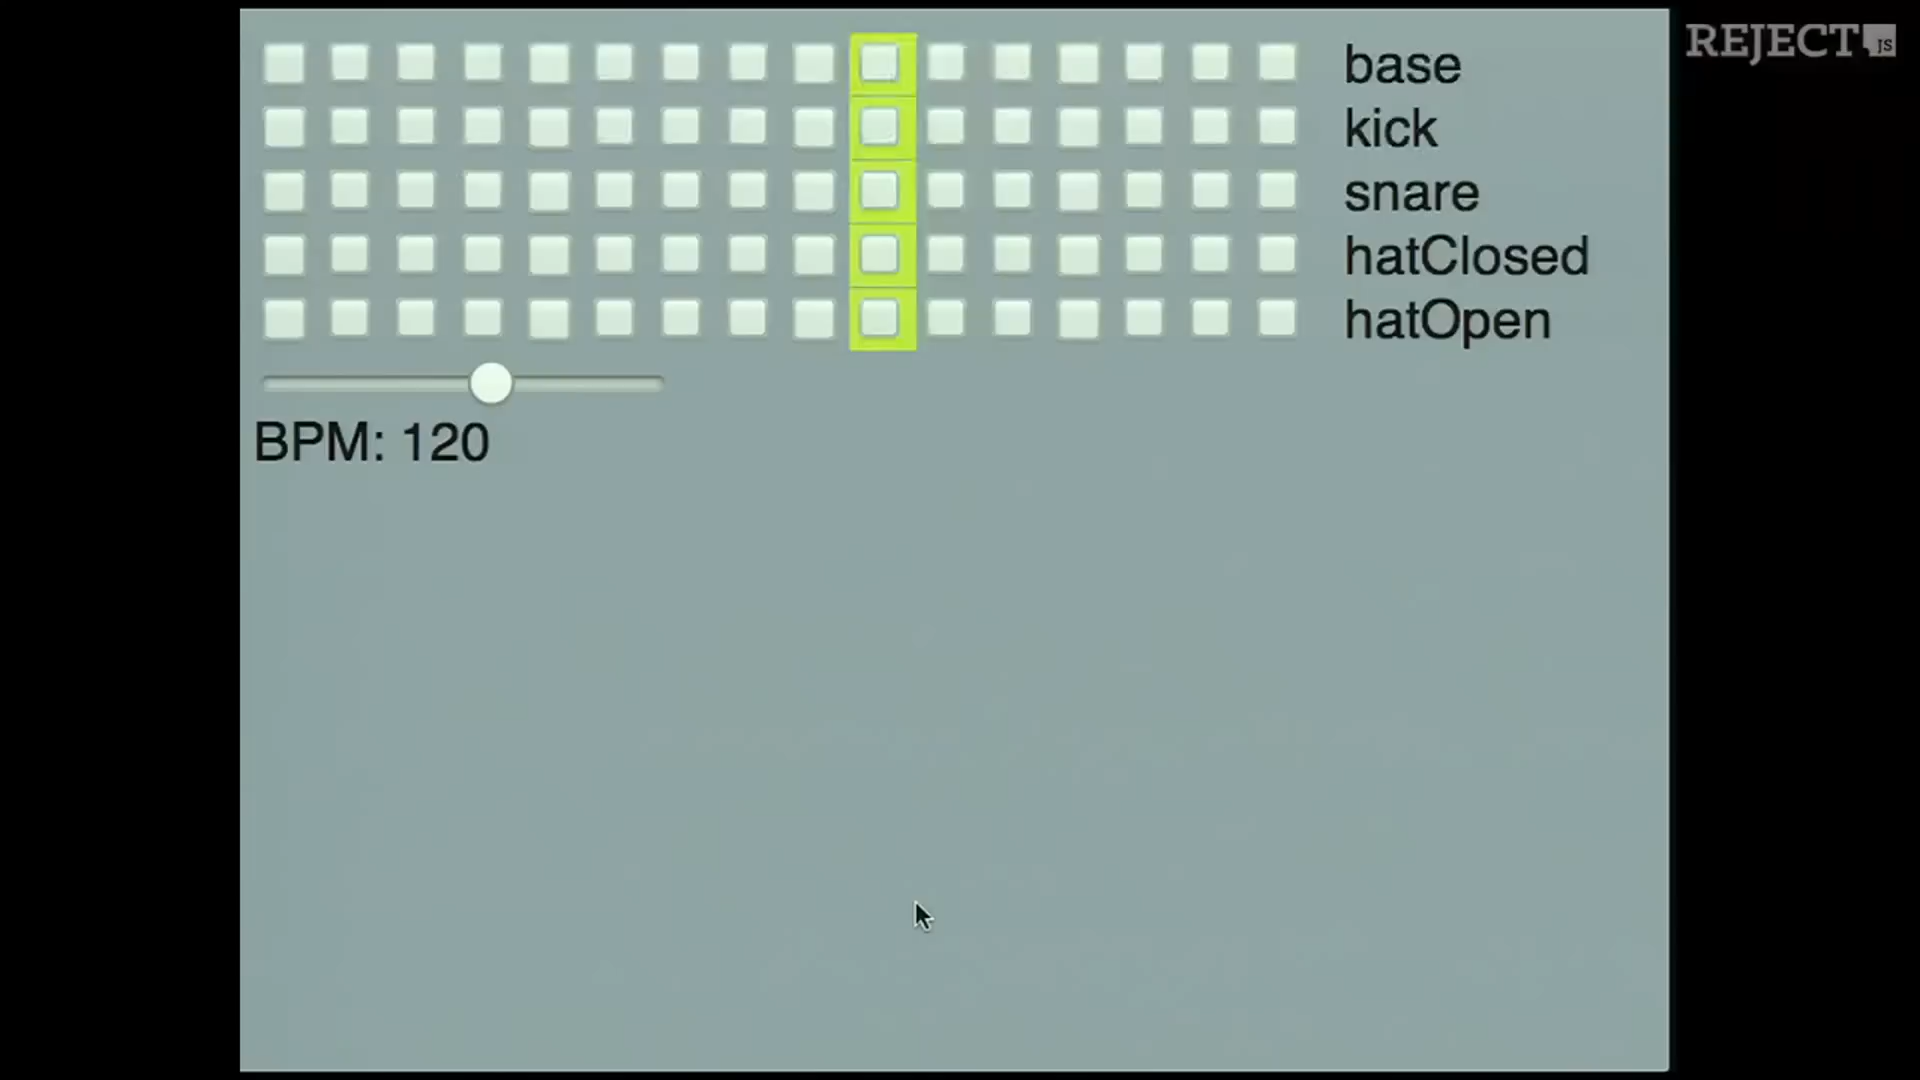 REJECT JS
base
kick
snare
hatClosed
hatOpen
BPM: 120